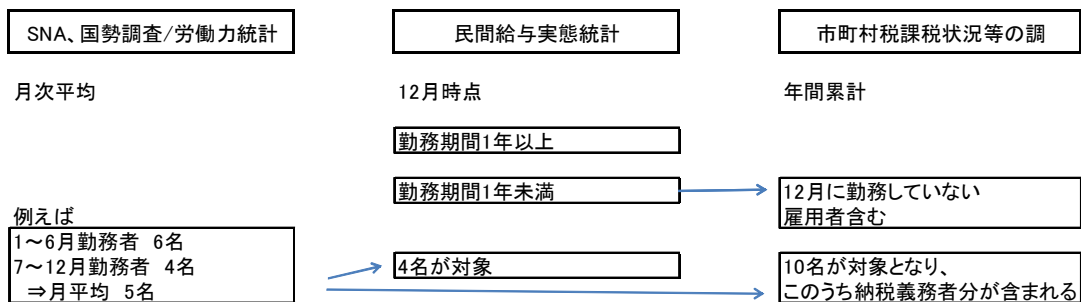 SNA、国勢調査/労働力統計
民間給与実態統計
市町村税課税状況等の調
月次平均
12月時点
年間累計
勤務期間1年以上
勤務期間1年未満
12月に勤務していない
雇用者含む
例えば
1～6月勤務者 6名
7～12月勤務者 4名
⇒月平均 5名
4名が対象
10名が対象となり、
このうち納税義務者分が含まれる